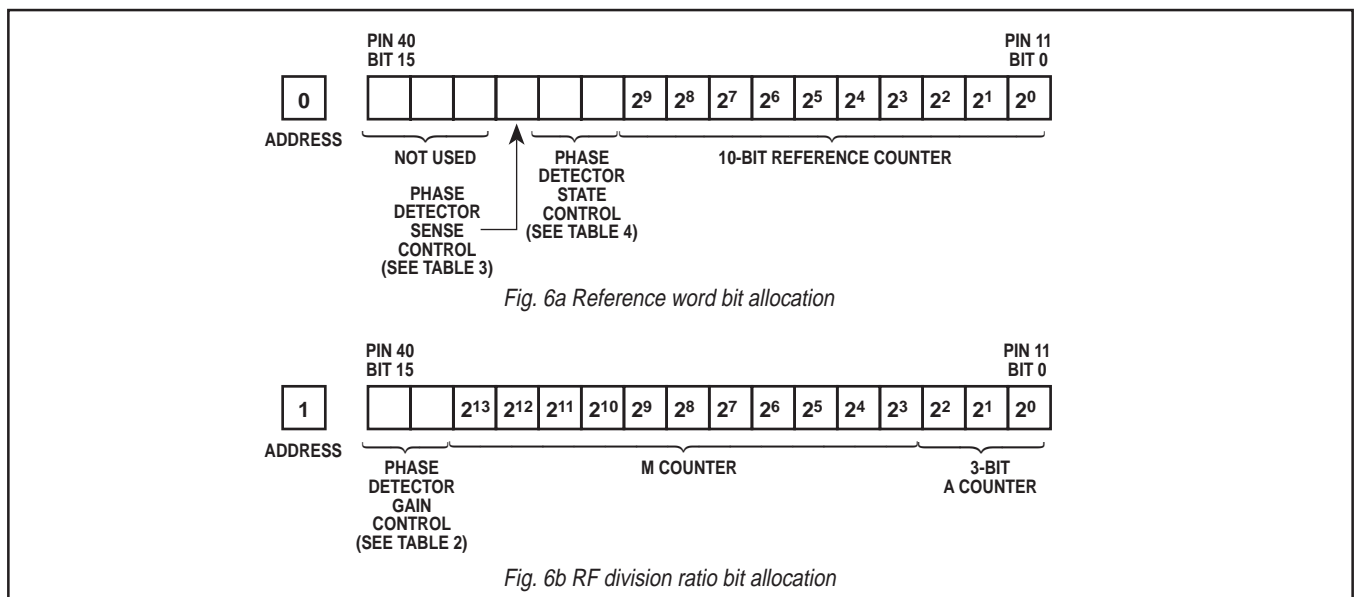 PIN 40
BIT 15
PIN 11
BIT 0
0
2⁹ 2⁸ 2⁷ 2⁶ 2⁵ 2⁴ 2³ 2² 2¹ 2⁰
ADDRESS
NOT USED
PHASE
DETECTOR
SENSE
CONTROL
(SEE TABLE 3)
PHASE
DETECTOR
STATE
CONTROL
(SEE TABLE 4)
10-BIT REFERENCE COUNTER
Fig. 6a Reference word bit allocation
PIN 40
BIT 15
PIN 11
BIT 0
1
2¹³ 2¹² 2¹¹ 2¹⁰ 2⁹ 2⁸ 2⁷ 2⁶ 2⁵ 2⁴ 2³ 2² 2¹ 2⁰
ADDRESS
PHASE
DETECTOR
GAIN
CONTROL
(SEE TABLE 2)
M COUNTER
3-BIT
A COUNTER
Fig. 6b RF division ratio bit allocation